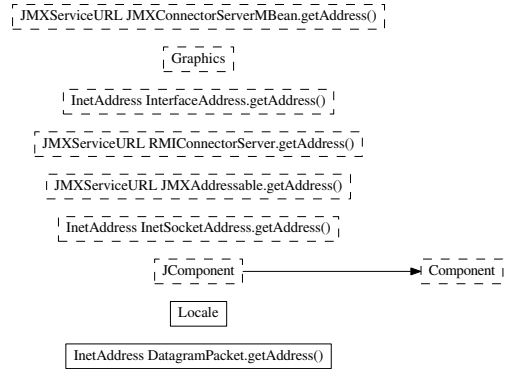 JMXServiceURL JMXConnectorServerMBean.getAddress()
Graphics
InetAddress InterfaceAddress.getAddress()
JMXServiceURL RMIConnectorServer.getAddress()
JMXServiceURL JMXAddressable.getAddress()
InetAddress InetSocketAddress.getAddress()
JComponent Component
Locale
InetAddress DatagramPacket.getAddress()